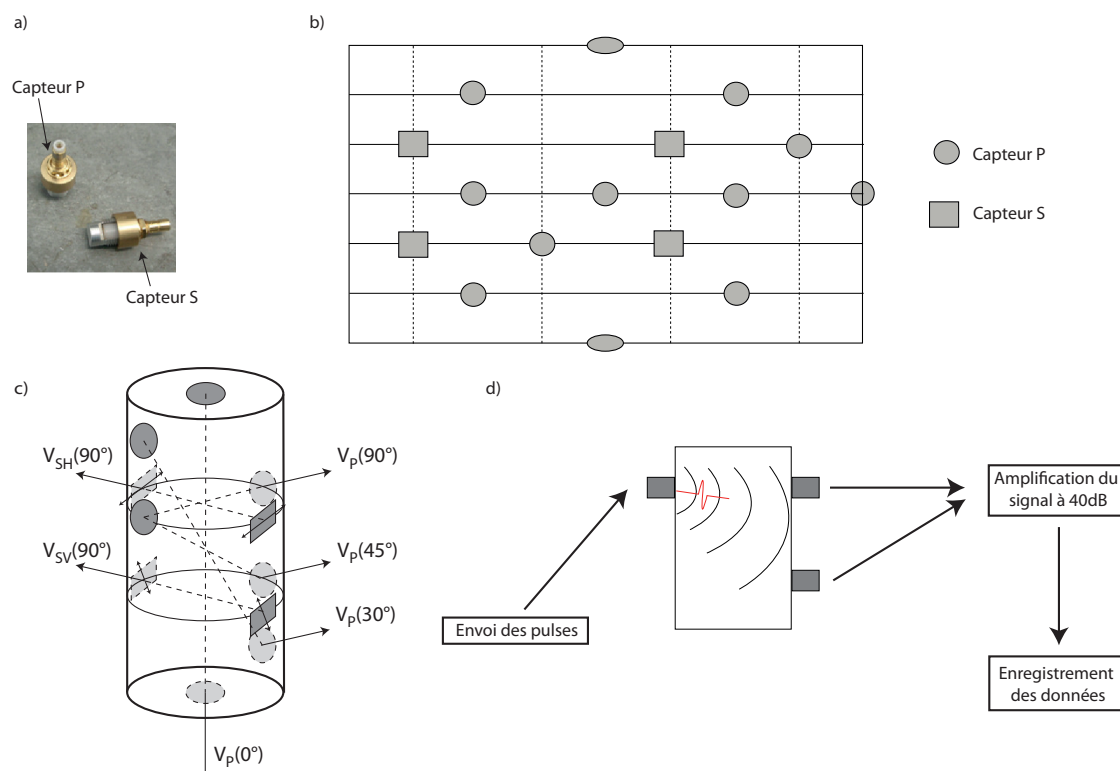 a)
Capteur P
Capteur S
b)
Capteur P
Capteur S
c)
V_SH(90°)
V_P(90°)
V_SV(90°)
V_P(45°)
V_P(30°)
V_P(0°)
d)
Envoi des pulses
Amplification du
signal à 40dB
Enregistrement
des données